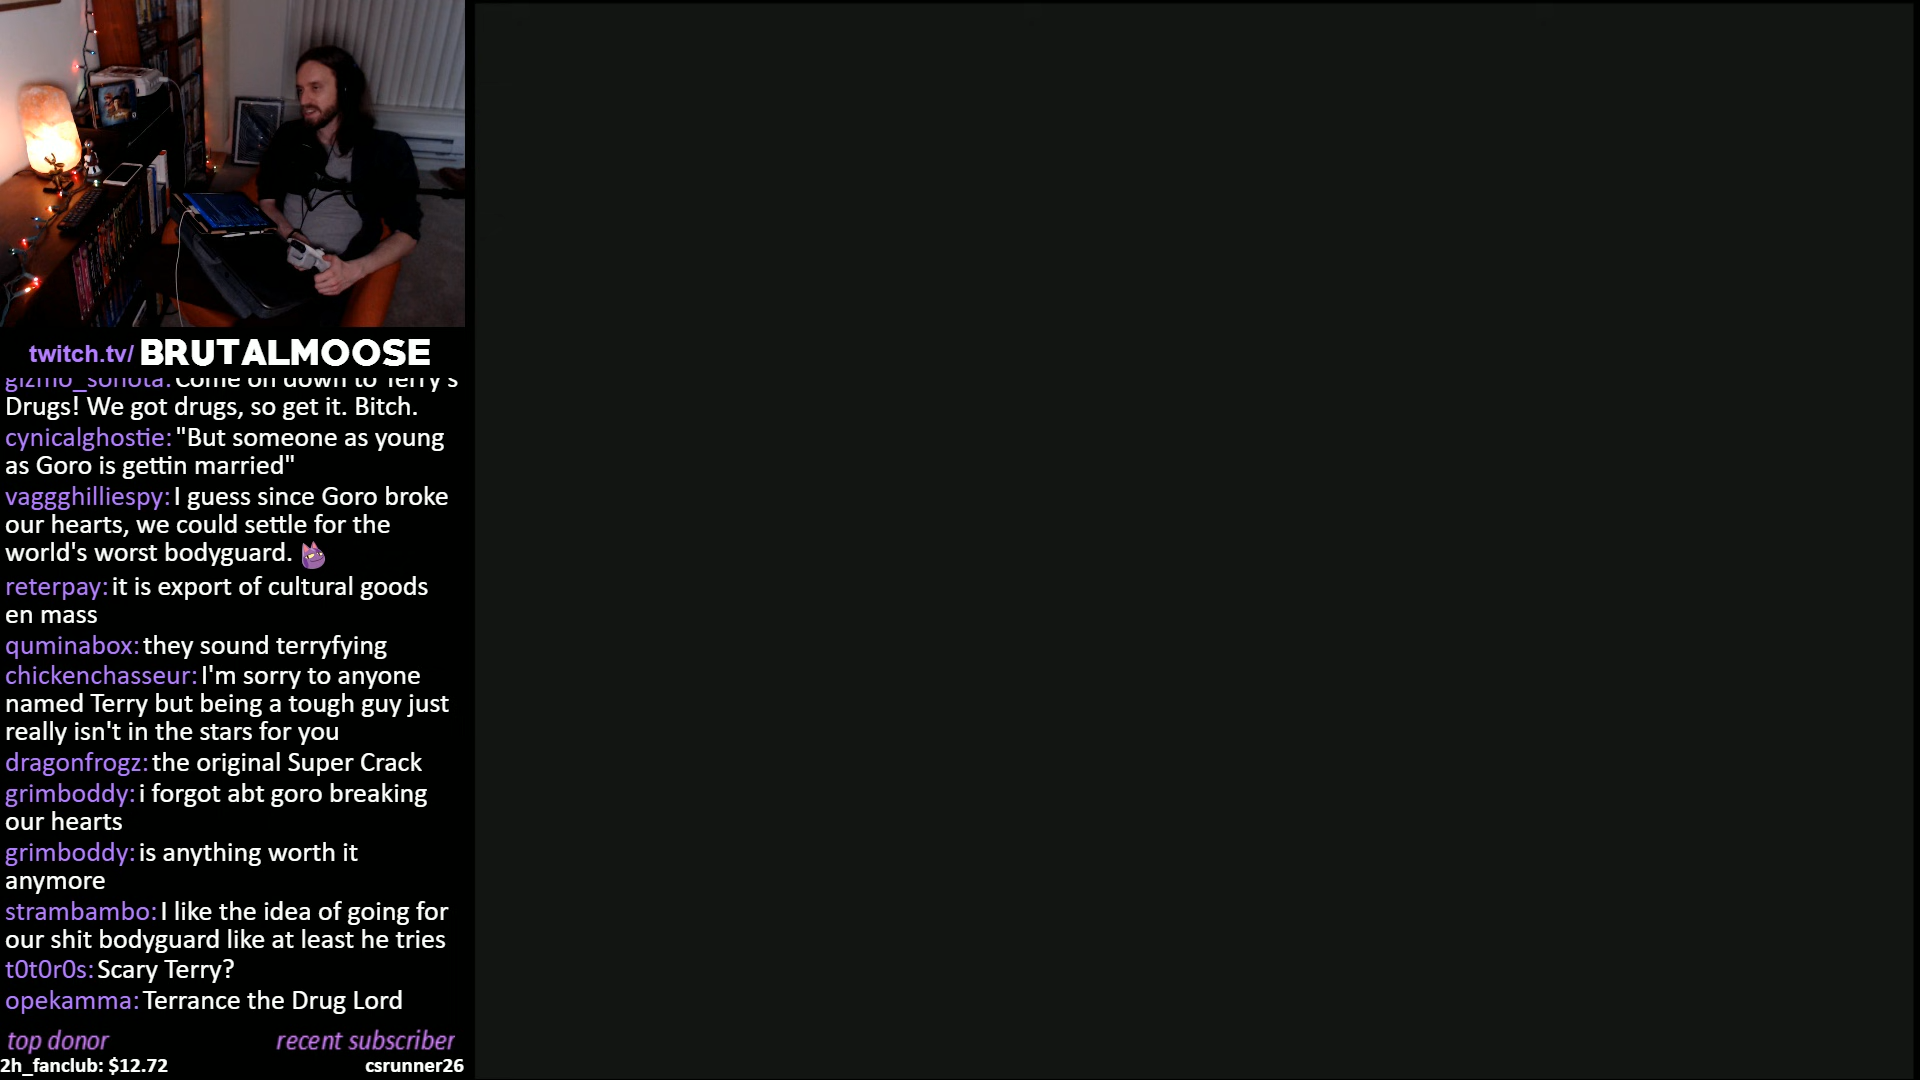 twitch.tv/ BRUTALMOOSE
gizmo_sonota: Come on down to Terry's
Drugs! We got drugs, so get it. Bitch.
cynicalghostie: "But someone as young
as Goro is gettin married"
vaggghilliespy: I guess since Goro broke
our hearts, we could settle for the
world's worst bodyguard.
reterpay: it is export of cultural goods
en mass
quminabox: they sound terryfying
chickenchasseur: I'm sorry to anyone
named Terry but being a tough guy just
really isn't in the stars for you
dragonfrogz: the original Super Crack
grimboddy: i forgot abt goro breaking
our hearts
grimboddy: is anything worth it
anymore
strambambo: I like the idea of going for
our shit bodyguard like at least he tries
t0t0r0s: Scary Terry?
opekamma: Terrance the Drug Lord
top donor recent subscriber
2h_fanclub: $12.72 csrunner26